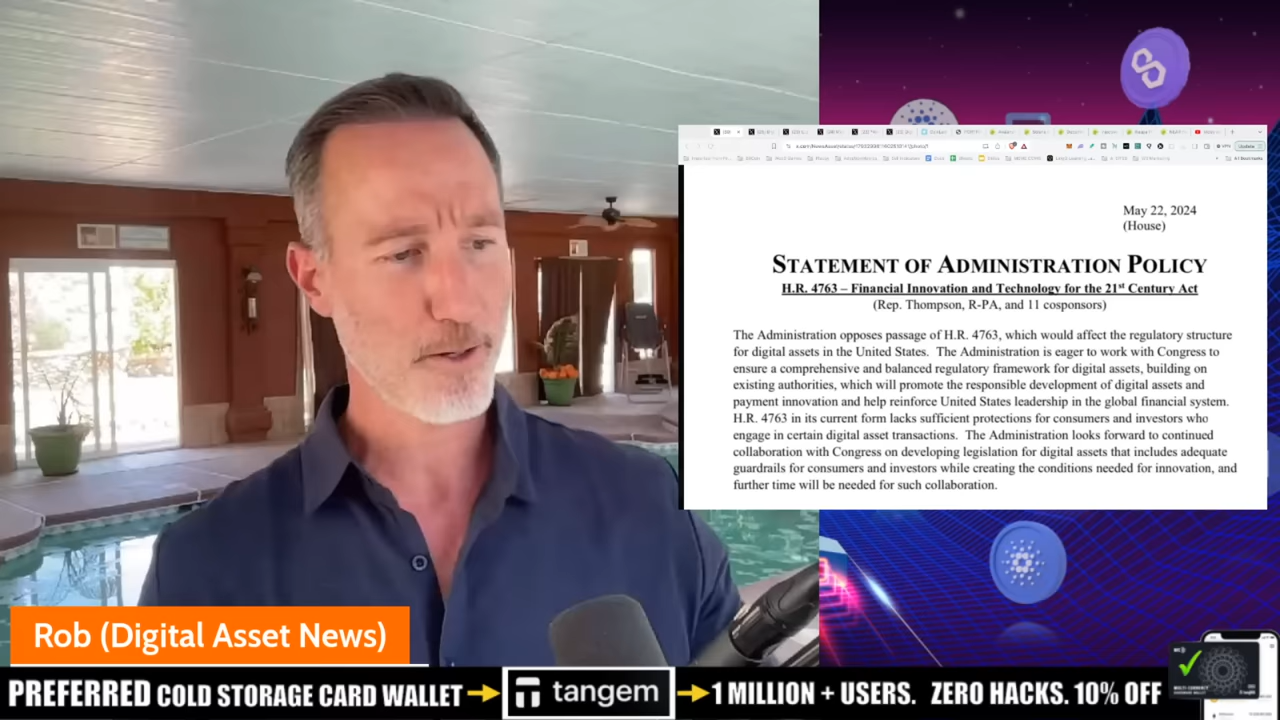 May 22, 2024
(House)
STATEMENT OF ADMINISTRATION POLICY
H.R. 4763 – Financial Innovation and Technology for the 21st Century Act
(Rep. Thompson, R-PA, and 11 cosponsors)
The Administration opposes passage of H.R. 4763, which would affect the regulatory structure
for digital assets in the United States. The Administration is eager to work with Congress to
ensure a comprehensive and balanced regulatory framework for digital assets, building on
existing authorities, which will promote the responsible development of digital assets and
payment innovation and help reinforce United States leadership in the global financial system.
H.R. 4763 in its current form lacks sufficient protections for consumers and investors who
engage in certain digital asset transactions. The Administration looks forward to continued
collaboration with Congress on developing legislation for digital assets that includes adequate
guardrails for consumers and investors while creating the conditions needed for innovation, and
further time will be needed for such collaboration.
Rob (Digital Asset News)
PREFERRED COLD STORAGE CARD WALLET tangem 1 MILLION + USERS. ZERO HACKS. 10% OFF